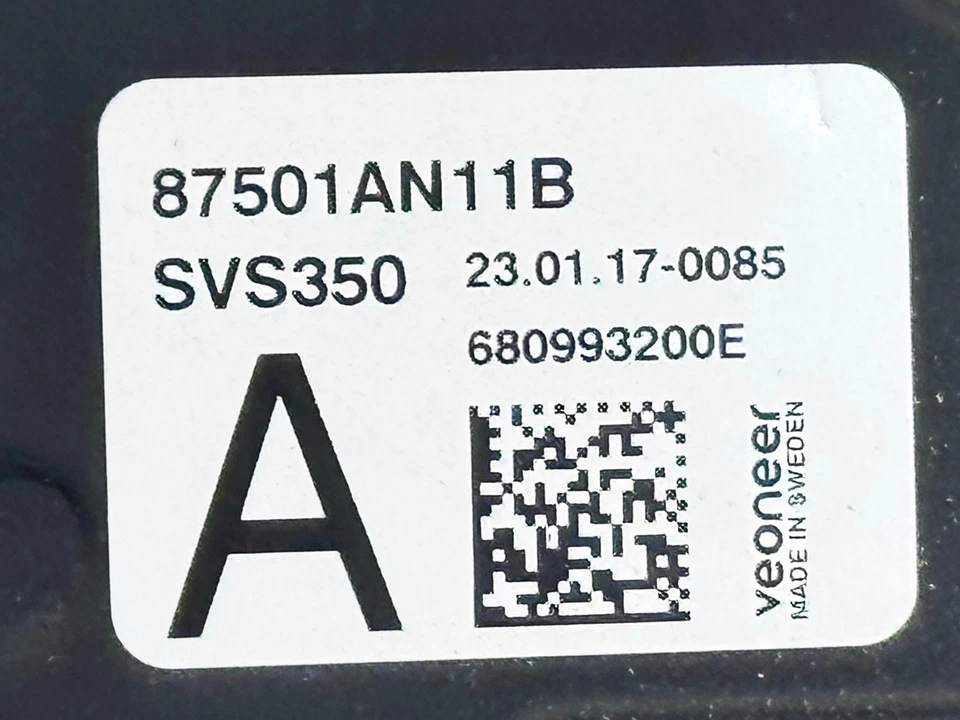 87501AN11B
SVS350
23.01.17-0085
680993200E
A
veoneer
MADE IN SWEDEN